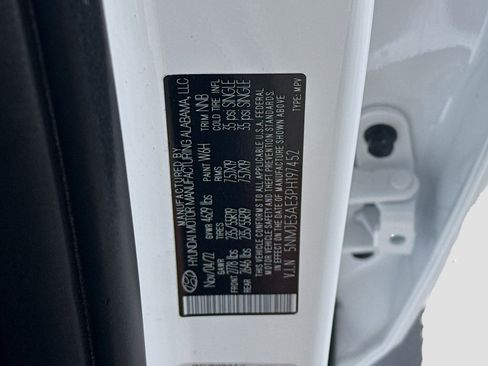 MANUFACTURED BY
HYUNDAI MOTOR MANUFACTURING ALABAMA, LLC
Nov/04/22 GVWR 4629 lbs PAINT W6H TRIM NNB
GAWR TIRES RIMS COLD TIRE INFL
FRONT 2778 lbs 235/55R19 7.5JX19 35 psi SINGLE
REAR 2646 lbs 235/55R19 7.5JX19 35 psi SINGLE
THIS VEHICLE CONFORMS TO ALL APPLICABLE U.S.A. FEDERAL
MOTOR VEHICLE SAFETY, BUMPER, AND THEFT PREVENTION STANDARDS
IN EFFECT ON THE DATE OF MANUFACTURE SHOWN ABOVE
V.I.N 5NMJE3AE3PH197452 TYPE: MPV